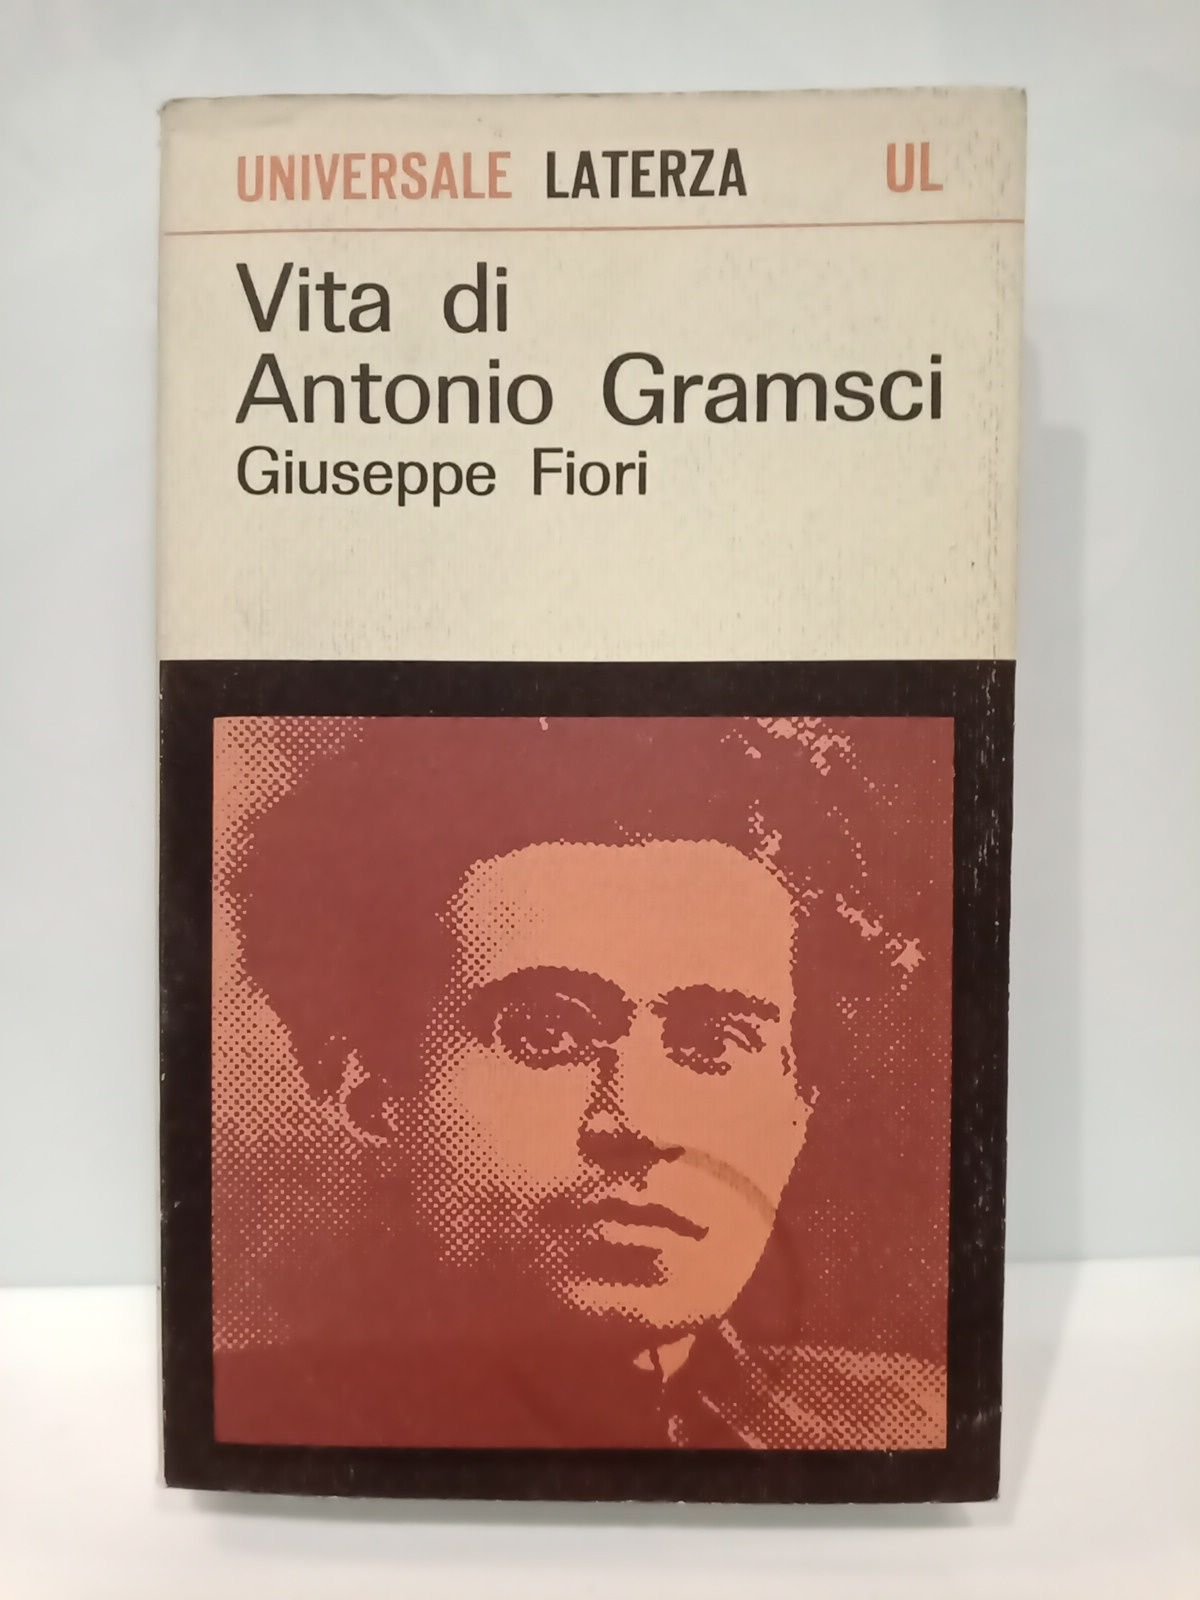 UNIVERSALE LATERZA UL
Vita di
Antonio Gramsci
Giuseppe Fiori